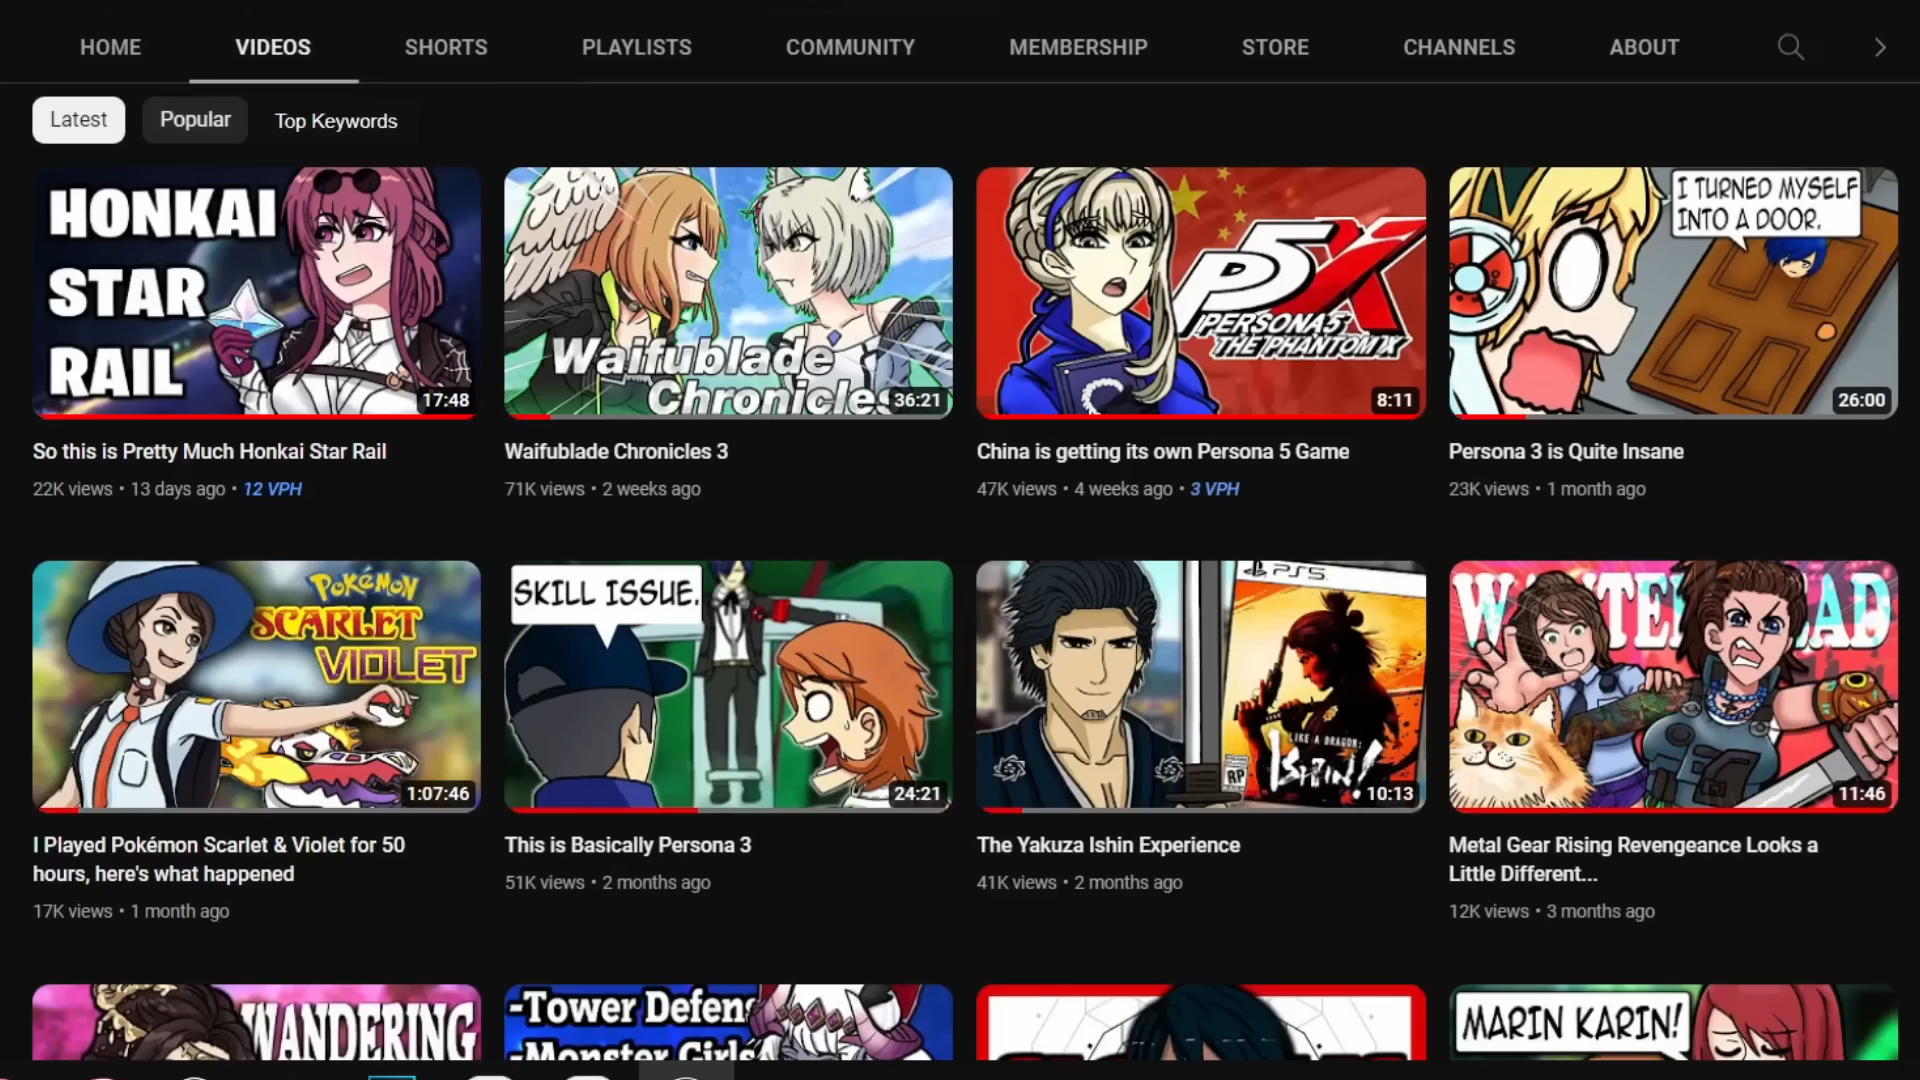 HOME VIDEOS SHORTS PLAYLISTS COMMUNITY MEMBERSHIP STORE CHANNELS ABOUT
Latest Popular Top Keywords
HONKAI
STAR
RAIL
17:48
Waifublade
Chronicles
36:21
P5X
PERSONA5
THE PHANTOM X
8:11
I TURNED MYSELF
INTO A DOOR.
26:00
So this is Pretty Much Honkai Star Rail
22K views • 13 days ago • 12 VPH
Waifublade Chronicles 3
71K views • 2 weeks ago
China is getting its own Persona 5 Game
47K views • 4 weeks ago • 3 VPH
Persona 3 is Quite Insane
23K views • 1 month ago
POKéMON
SCARLET
VIOLET
1:07:46
SKILL ISSUE.
24:21
PS5
LIKE A DRAGON:
ISHIN!
RP
10:13
11:46
I Played Pokémon Scarlet & Violet for 50
hours, here's what happened
17K views • 1 month ago
This is Basically Persona 3
51K views • 2 months ago
The Yakuza Ishin Experience
41K views • 2 months ago
Metal Gear Rising Revengeance Looks a
Little Different...
12K views • 3 months ago
WANDERING
-Tower Defens
-Monster Girls
MARIN KARIN!